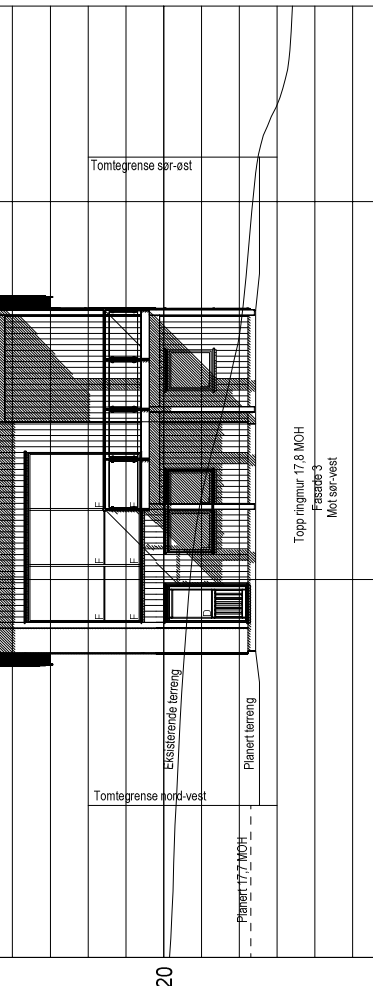 Tomtegrense sør-øst
F
F
F
F
D
Eksisterende terreng
Planert terreng
Tomtegrense nord-vest
Planert 17,7 MOH
Topp ringmur 17,8 MOH
Fasade 3
Mot sør-vest
20